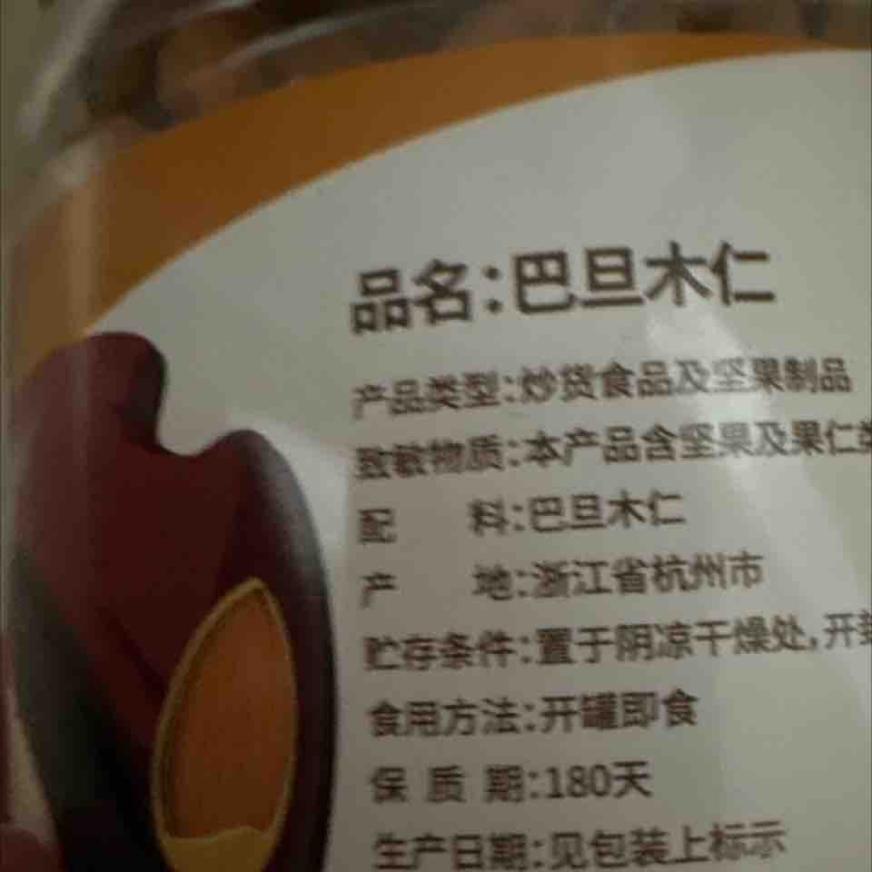 品名:巴旦木仁
产品类型:炒货食品及坚果制品
致敏物质:本产品含坚果及果仁类
配 料:巴旦木仁
产 地:浙江省杭州市
贮存条件:置于阴凉干燥处,开封
食用方法:开罐即食
保 质 期:180天
生产日期:见包装上标示